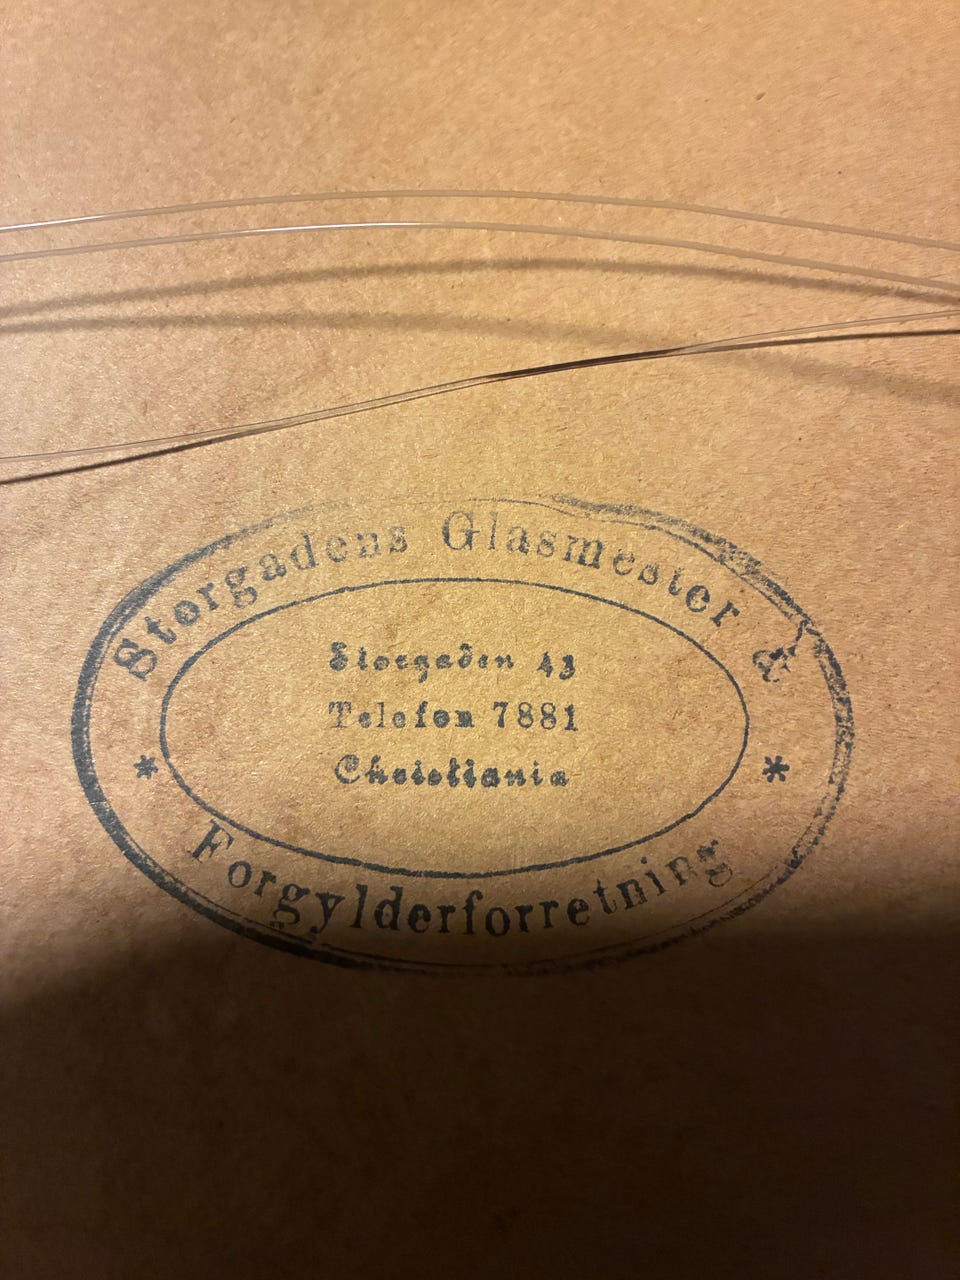 Storgadens Glasmester &
Storgaden 43
Telefon 7881
Christiania
* Forgylderforretning *